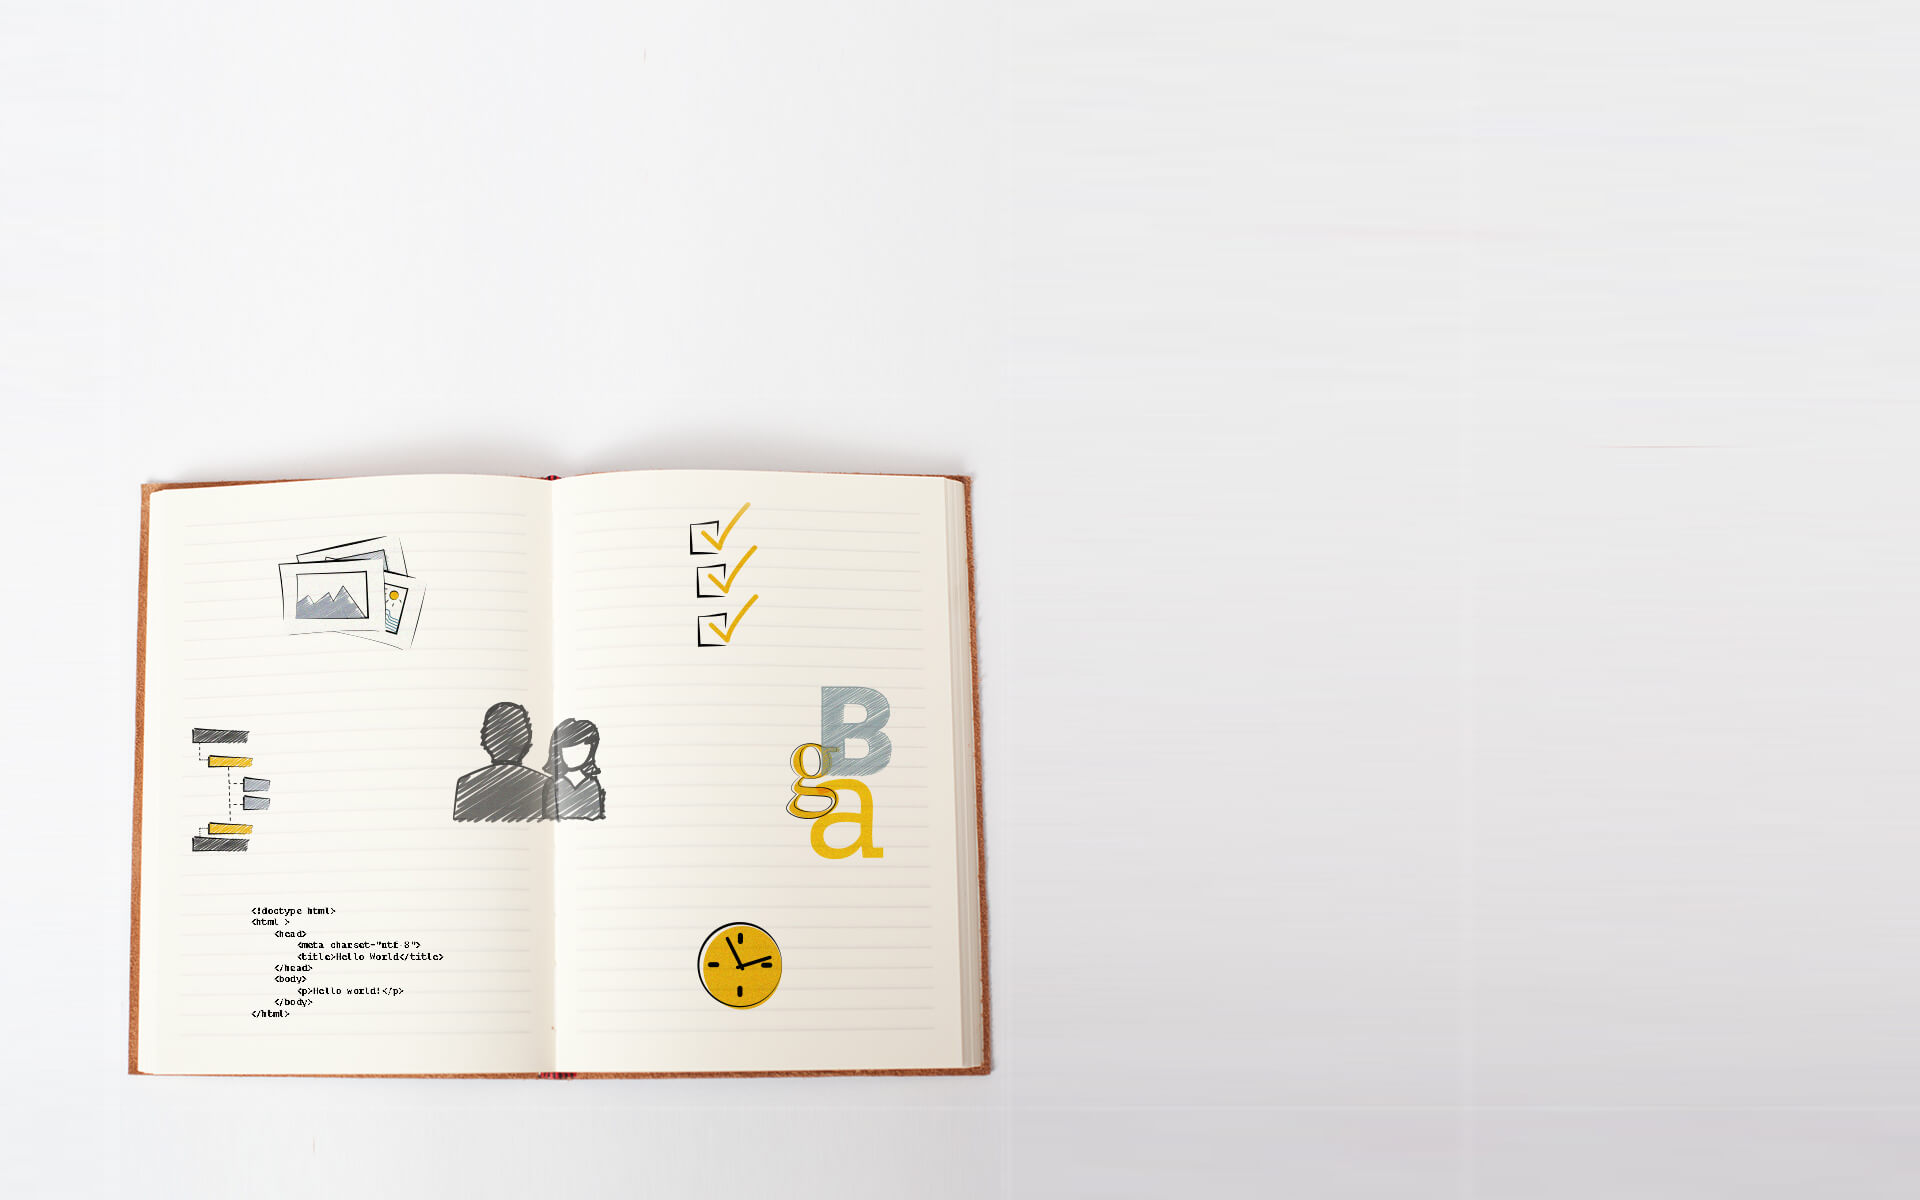 B
g
a
<!doctype html>
<html >
<head>
<meta charset="utf-8">
<title>Hello World</title>
</head>
<body>
<p>Hello world!</p>
</body>
</html>